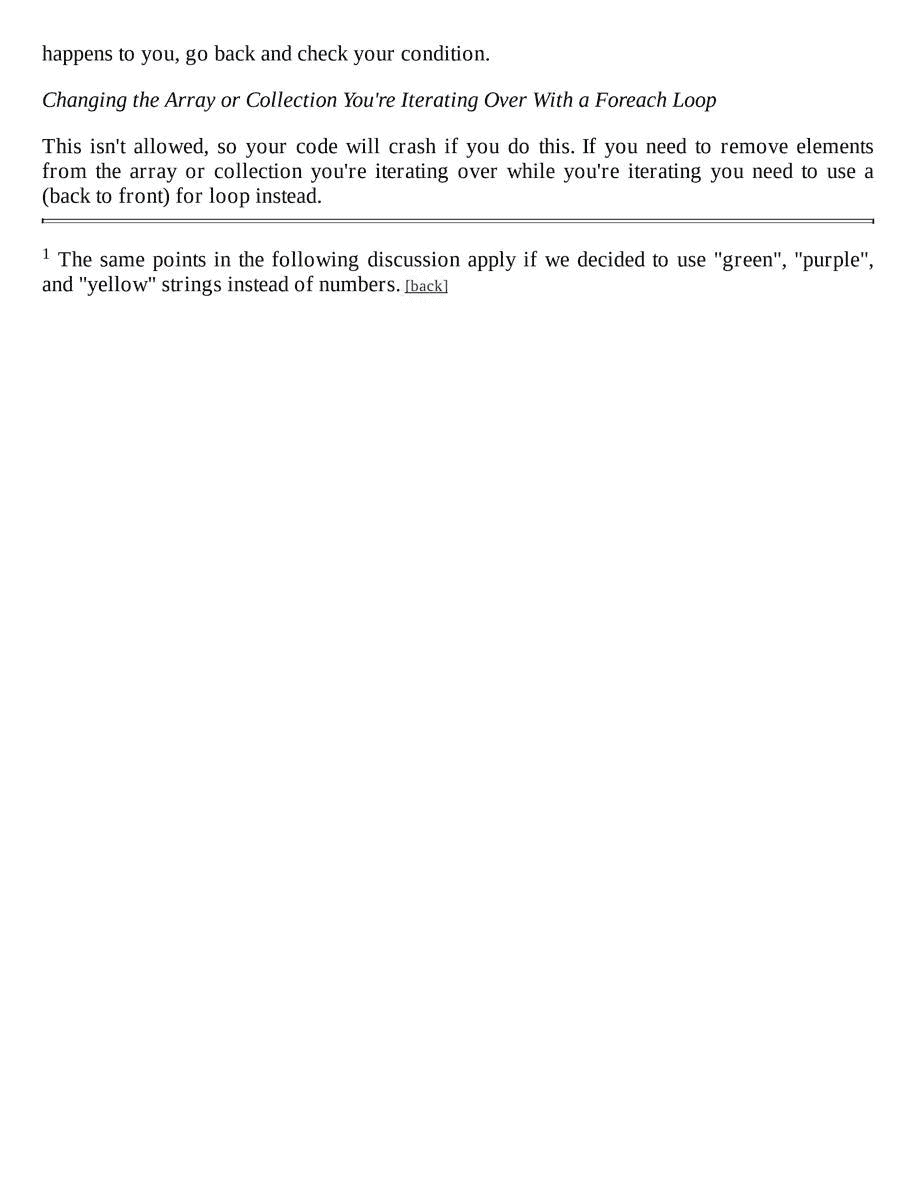 happens to you, go back and check your condition.
Changing the Array or Collection You're Iterating Over With a Foreach Loop
This isn't allowed, so your code will crash if you do this. If you need to remove elements
from the array or collection you're iterating over while you're iterating you need to use a
(back to front) for loop instead.
1 The same points in the following discussion apply if we decided to use "green", "purple",
and "yellow" strings instead of numbers. [back]